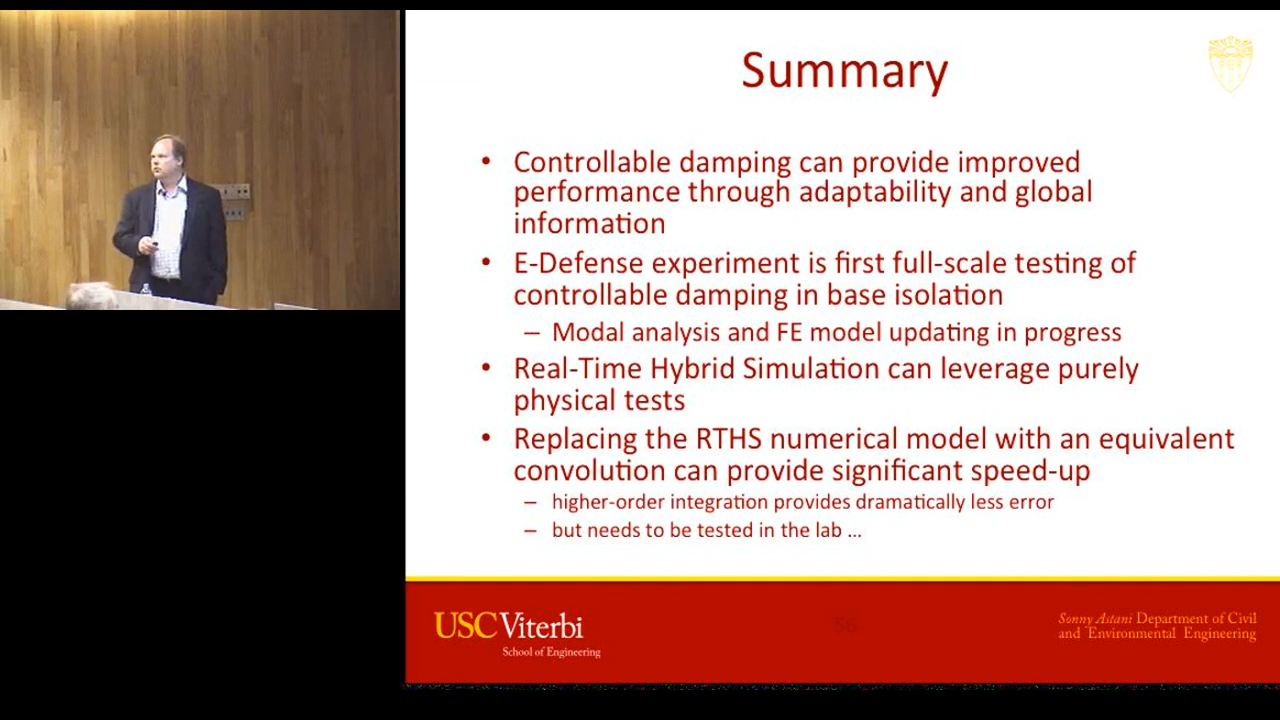 Summary
• Controllable damping can provide improved
performance through adaptability and global
information
• E-Defense experiment is first full-scale testing of
controllable damping in base isolation
– Modal analysis and FE model updating in progress
• Real-Time Hybrid Simulation can leverage purely
physical tests
• Replacing the RTHS numerical model with an equivalent
convolution can provide significant speed-up
– higher-order integration provides dramatically less error
– but needs to be tested in the lab ...
USC Viterbi
School of Engineering
56
Sonny Astani Department of Civil
and Environmental Engineering